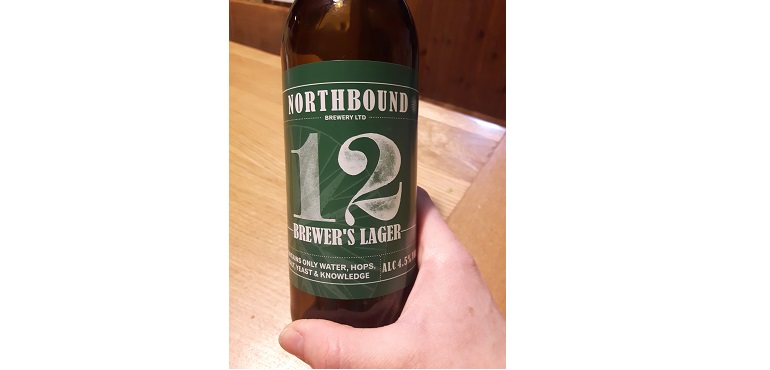 NORTHBOUND
BREWERY LTD
12
BREWER'S LAGER
ONLY WATER, HOPS,
YEAST & KNOWLEDGE
ALC 4.5%